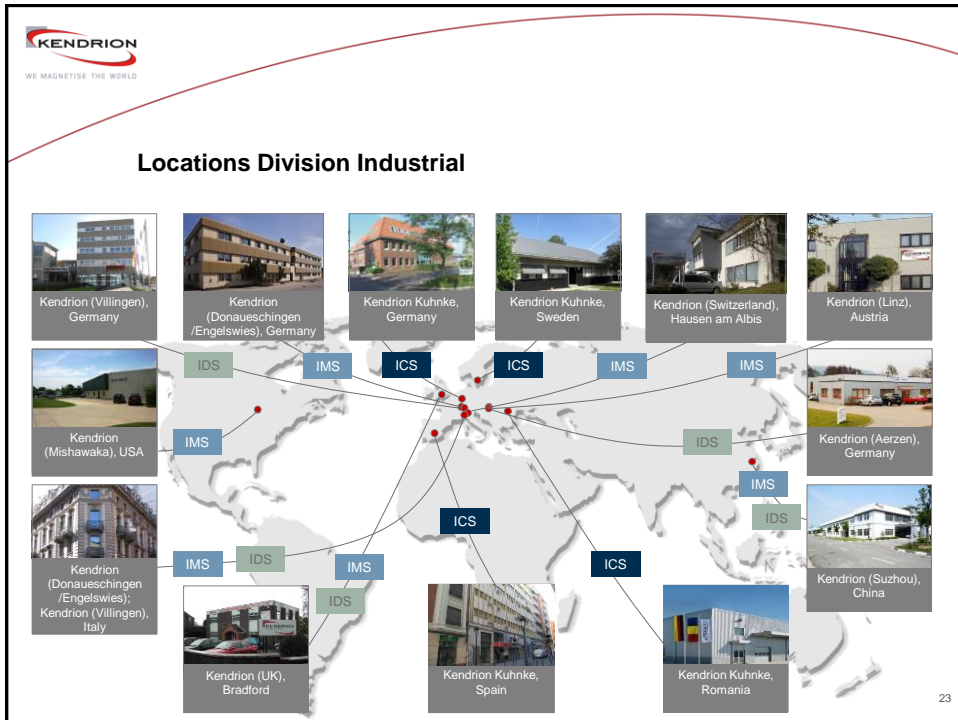 KENDRION
WE MAGNETISE THE WORLD
Locations Division Industrial
Kendrion (Villingen),
Germany
Kendrion
(Donaueschingen
/Engelswies), Germany
Kendrion Kuhnke,
Germany
Kendrion Kuhnke,
Sweden
Kendrion (Switzerland),
Hausen am Albis
Kendrion (Linz),
Austria
IDS
IMS
ICS
ICS
IMS
IMS
Kendrion
(Mishawaka), USA
IMS
IDS
Kendrion (Aerzen),
Germany
IMS
IDS
ICS
Kendrion (Suzhou),
China
Kendrion
(Donaueschingen
/Engelswies);
Kendrion (Villingen),
Italy
IMS
IDS
IMS
IDS
ICS
KENDRION
Kendrion (UK),
Bradford
Kendrion Kuhnke,
Spain
Kendrion Kuhnke,
Romania
23